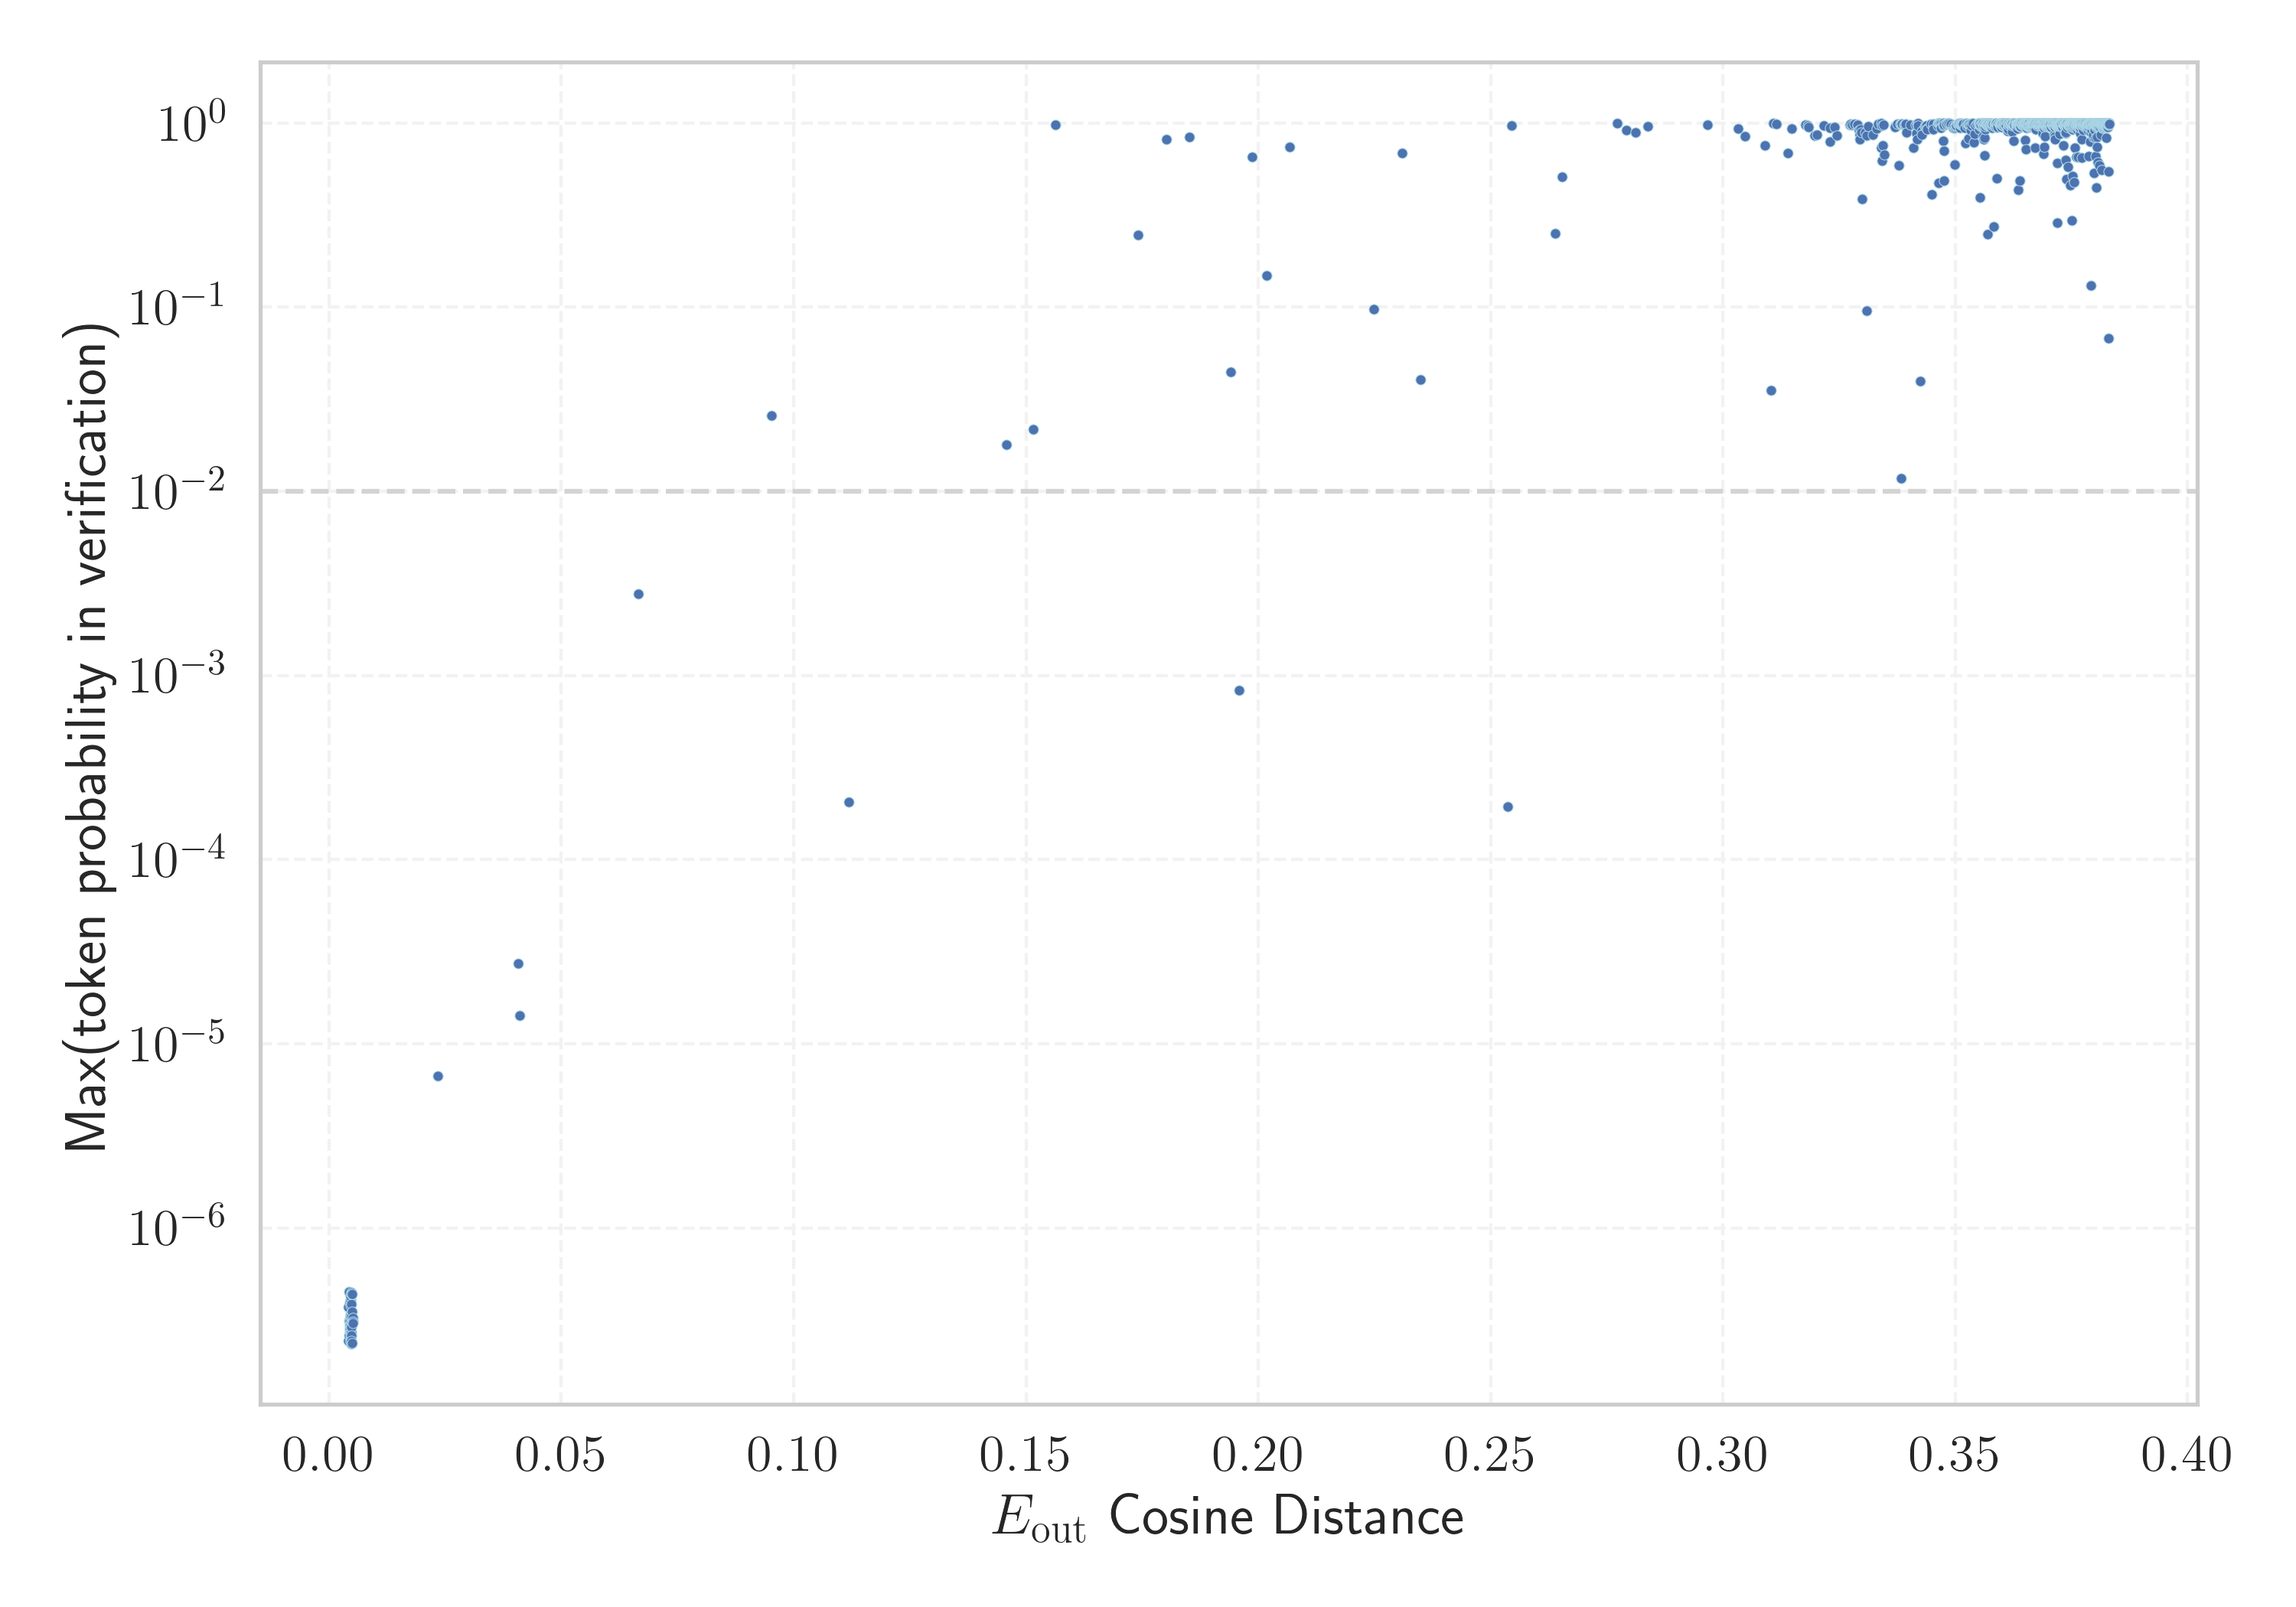 Max(token probability in verification)
10⁰
10⁻¹
10⁻²
10⁻³
10⁻⁴
10⁻⁵
10⁻⁶
0.00 0.05 0.10 0.15 0.20 0.25 0.30 0.35 0.40
E_out Cosine Distance